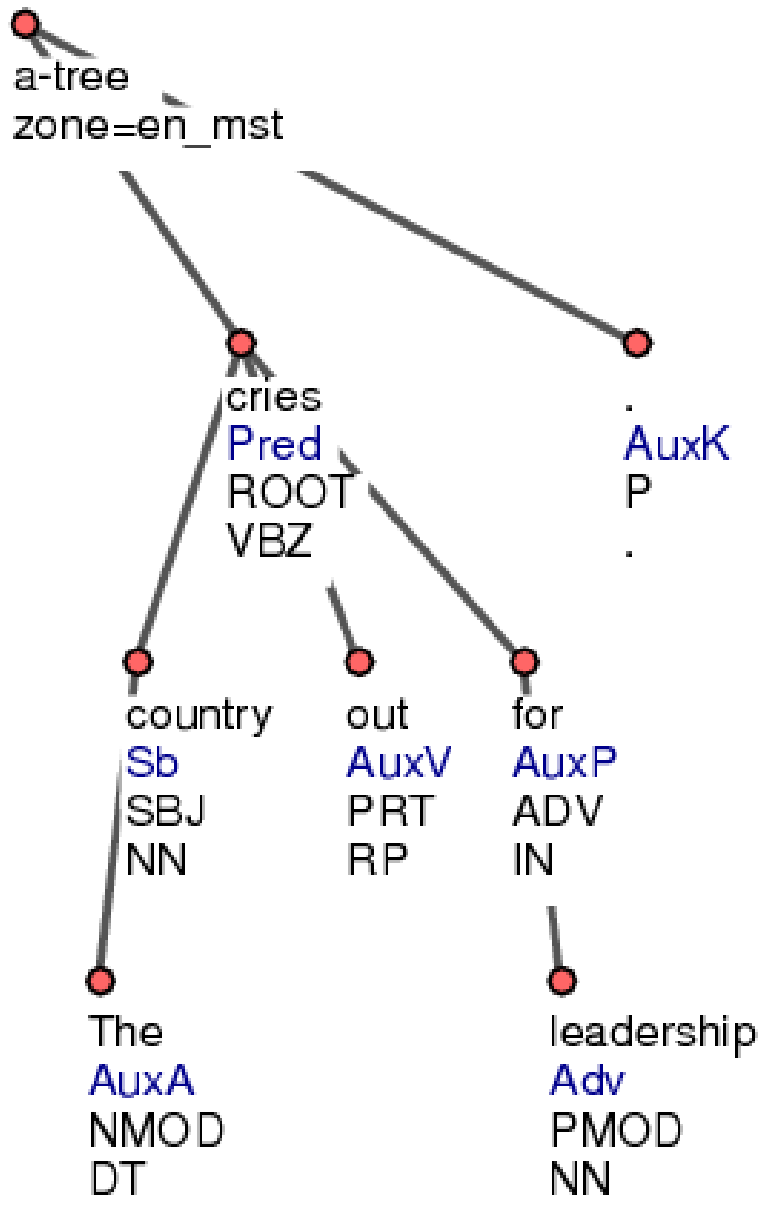 a-tree
zone=en_mst
cries
Pred
ROOT
VBZ
.
AuxK
P
.
country
Sb
SBJ
NN
out
AuxV
PRT
RP
for
AuxP
ADV
IN
The
AuxA
NMOD
DT
leadership
Adv
PMOD
NN